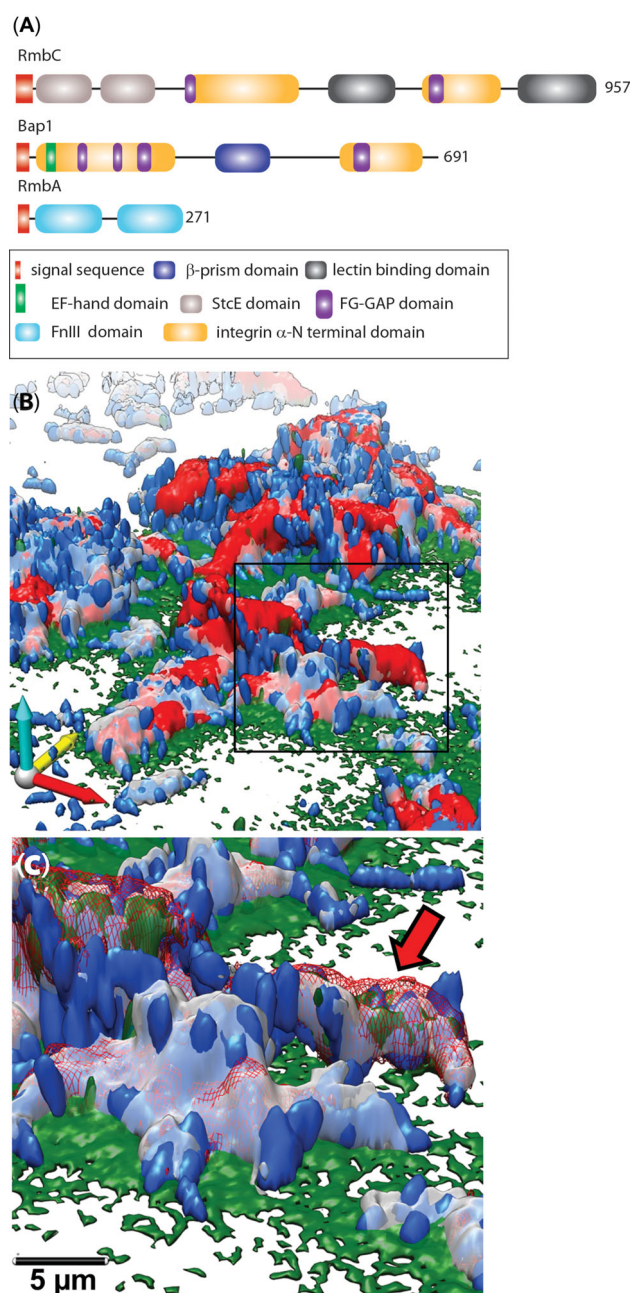 (A)
RmbC
957
Bap1
691
RmbA
271
signal sequence β-prism domain lectin binding domain
EF-hand domain StcE domain FG-GAP domain
FnIII domain integrin α-N terminal domain
(B)
(C)
5 µm